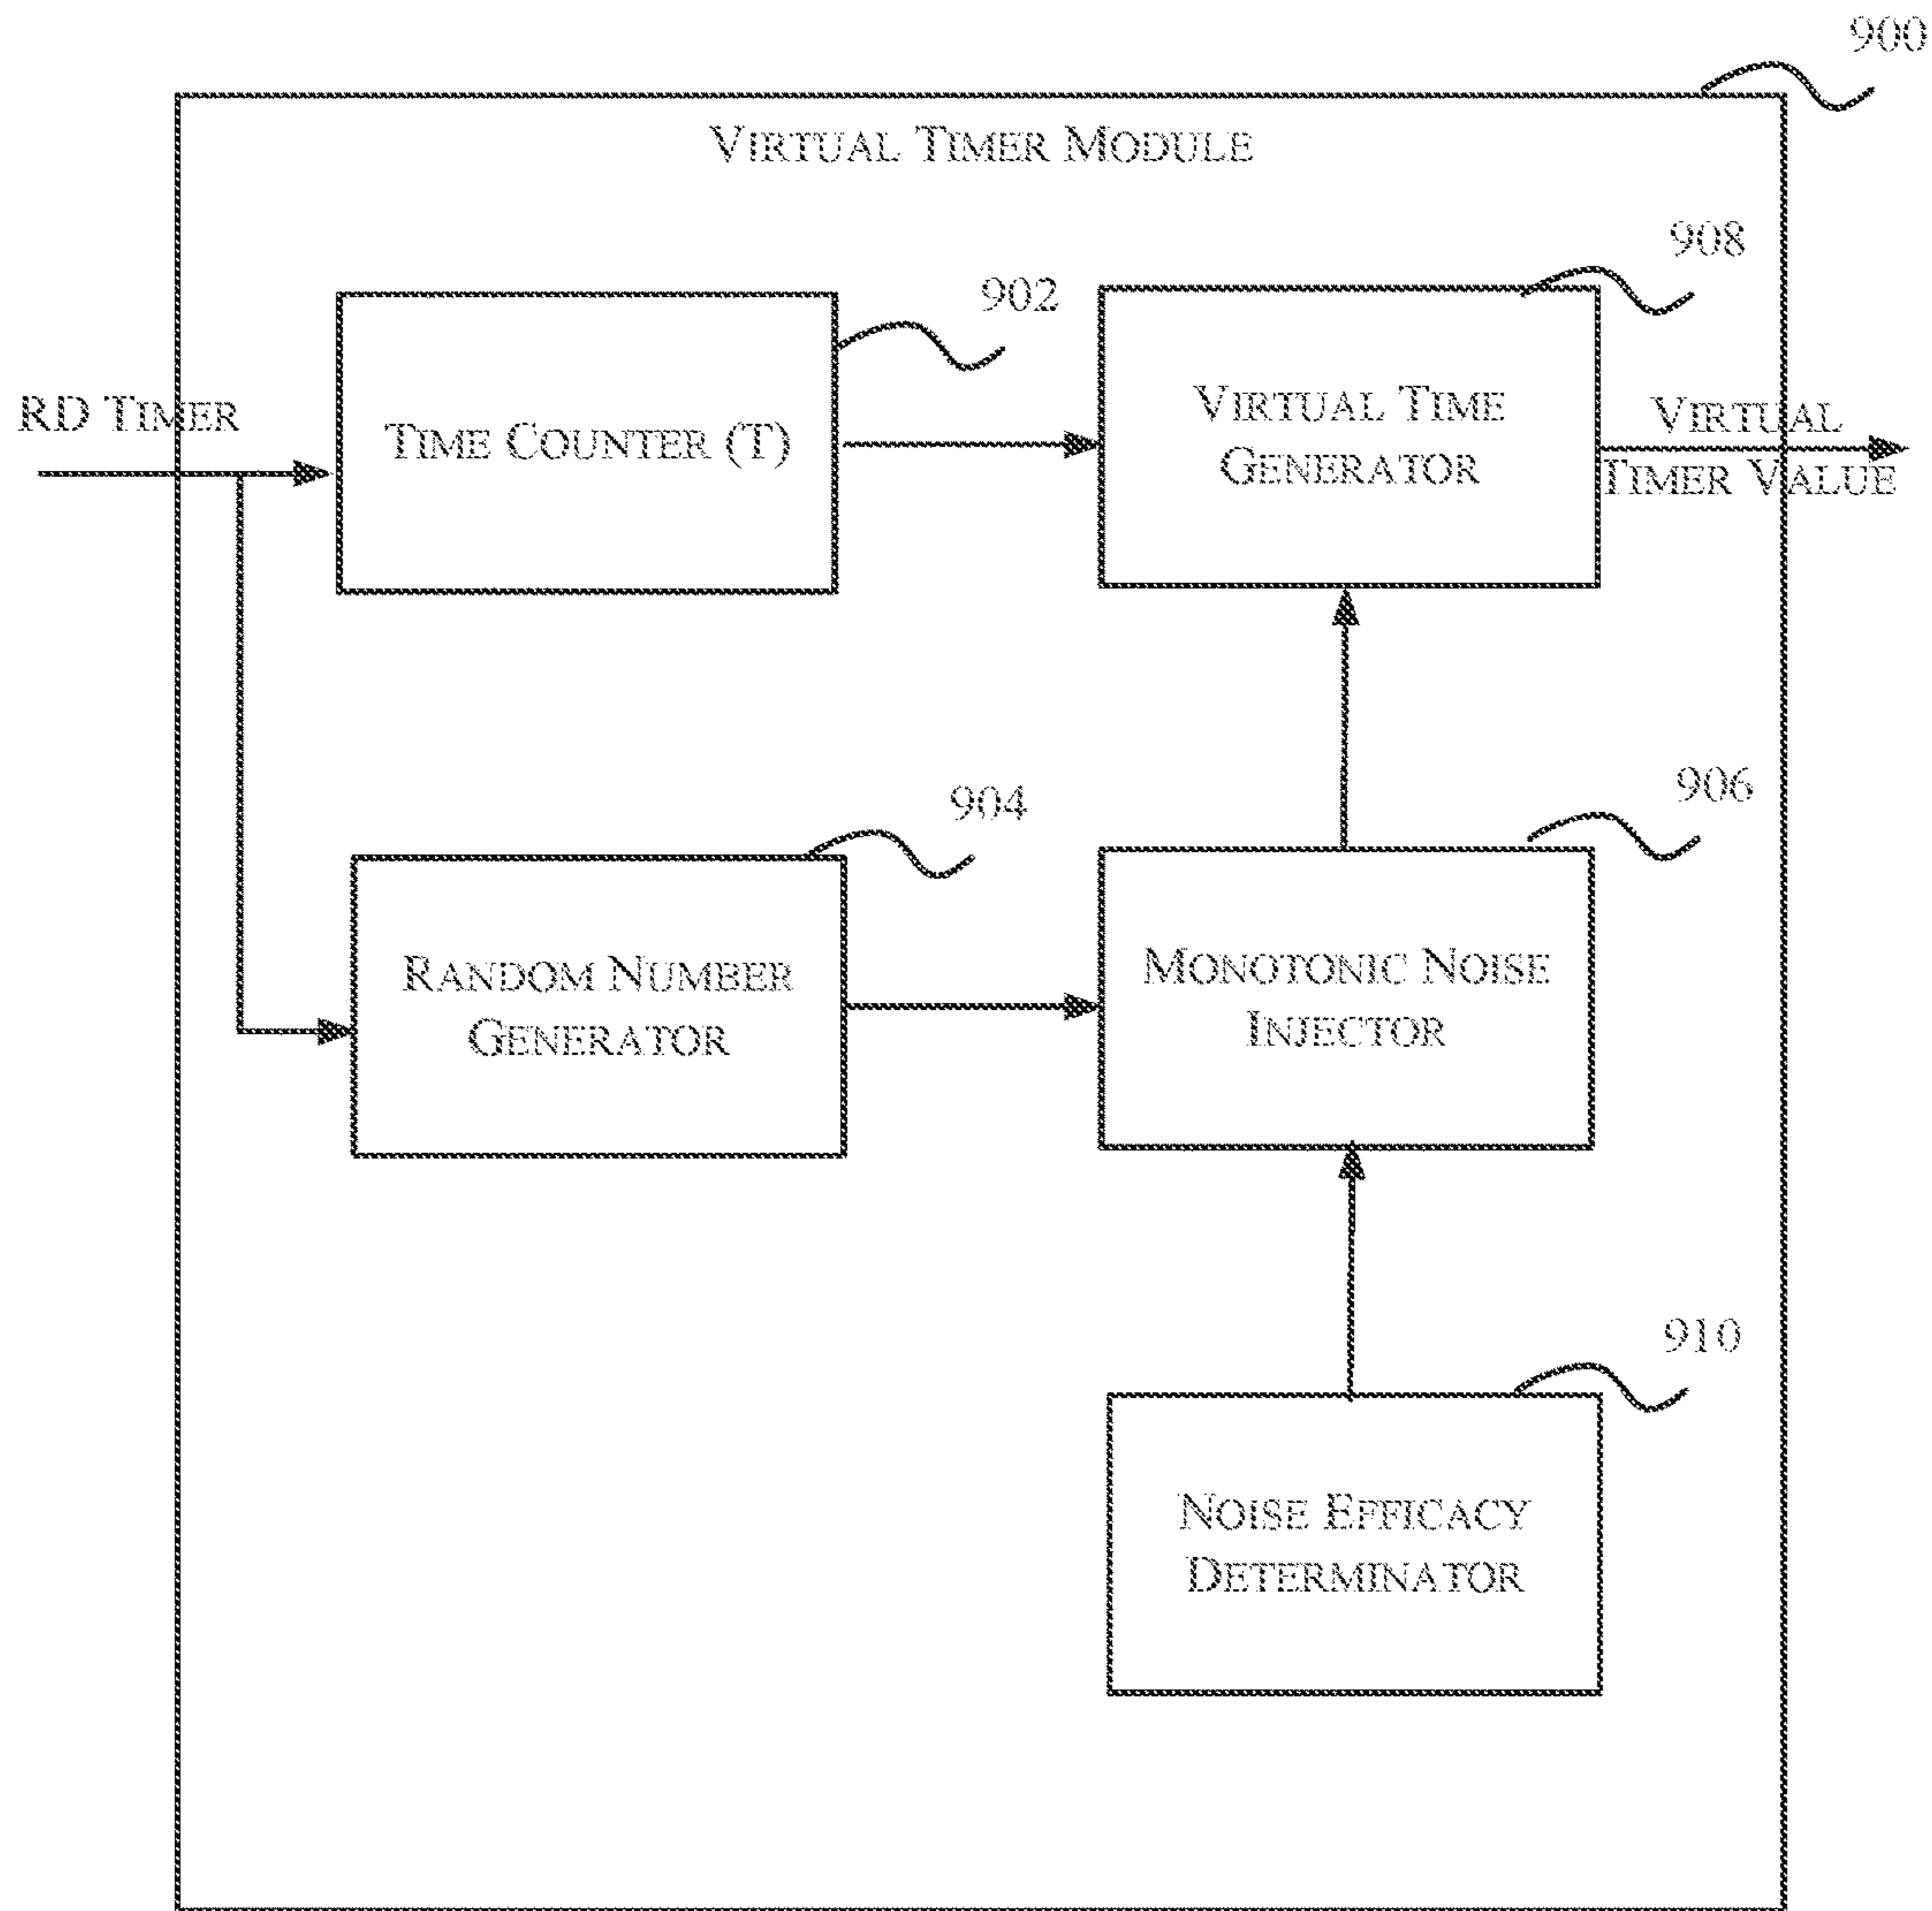 900
VIRTUAL TIMER MODULE
908
902
RD TIMER
TIME COUNTER (T)
VIRTUAL TIME
GENERATOR
VIRTUAL
TIMER VALUE
906
904
RANDOM NUMBER
GENERATOR
MONOTONIC NOISE
INJECTOR
910
NOISE EFFICACY
DETERMINATOR